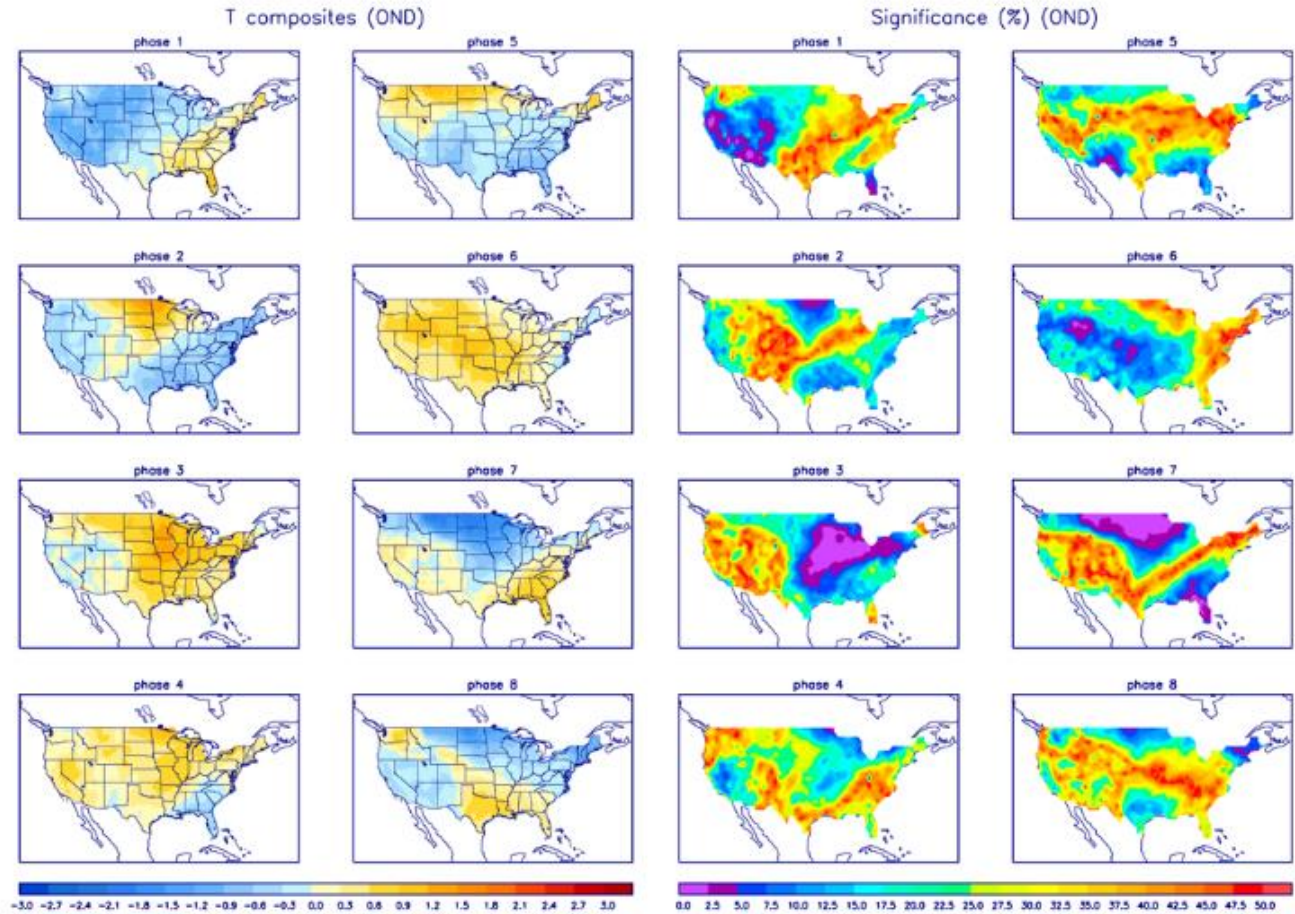 T composites (OND) Significance (%) (OND)
phase 1 phase 5 phase 1 phase 5
phase 2 phase 6 phase 2 phase 6
phase 3 phase 7 phase 3 phase 7
phase 4 phase 8 phase 4 phase 8
-3.0 -2.7 -2.4 -2.1 -1.8 -1.5 -1.2 -0.9 -0.6 -0.3 0.0 0.3 0.6 0.9 1.2 1.5 1.8 2.1 2.4 2.7 3.0 0.0 2.5 5.0 7.5 10.0 12.5 15.0 17.5 20.0 22.5 25.0 27.5 30.0 32.5 35.0 37.5 40.0 42.5 45.0 47.5 50.0